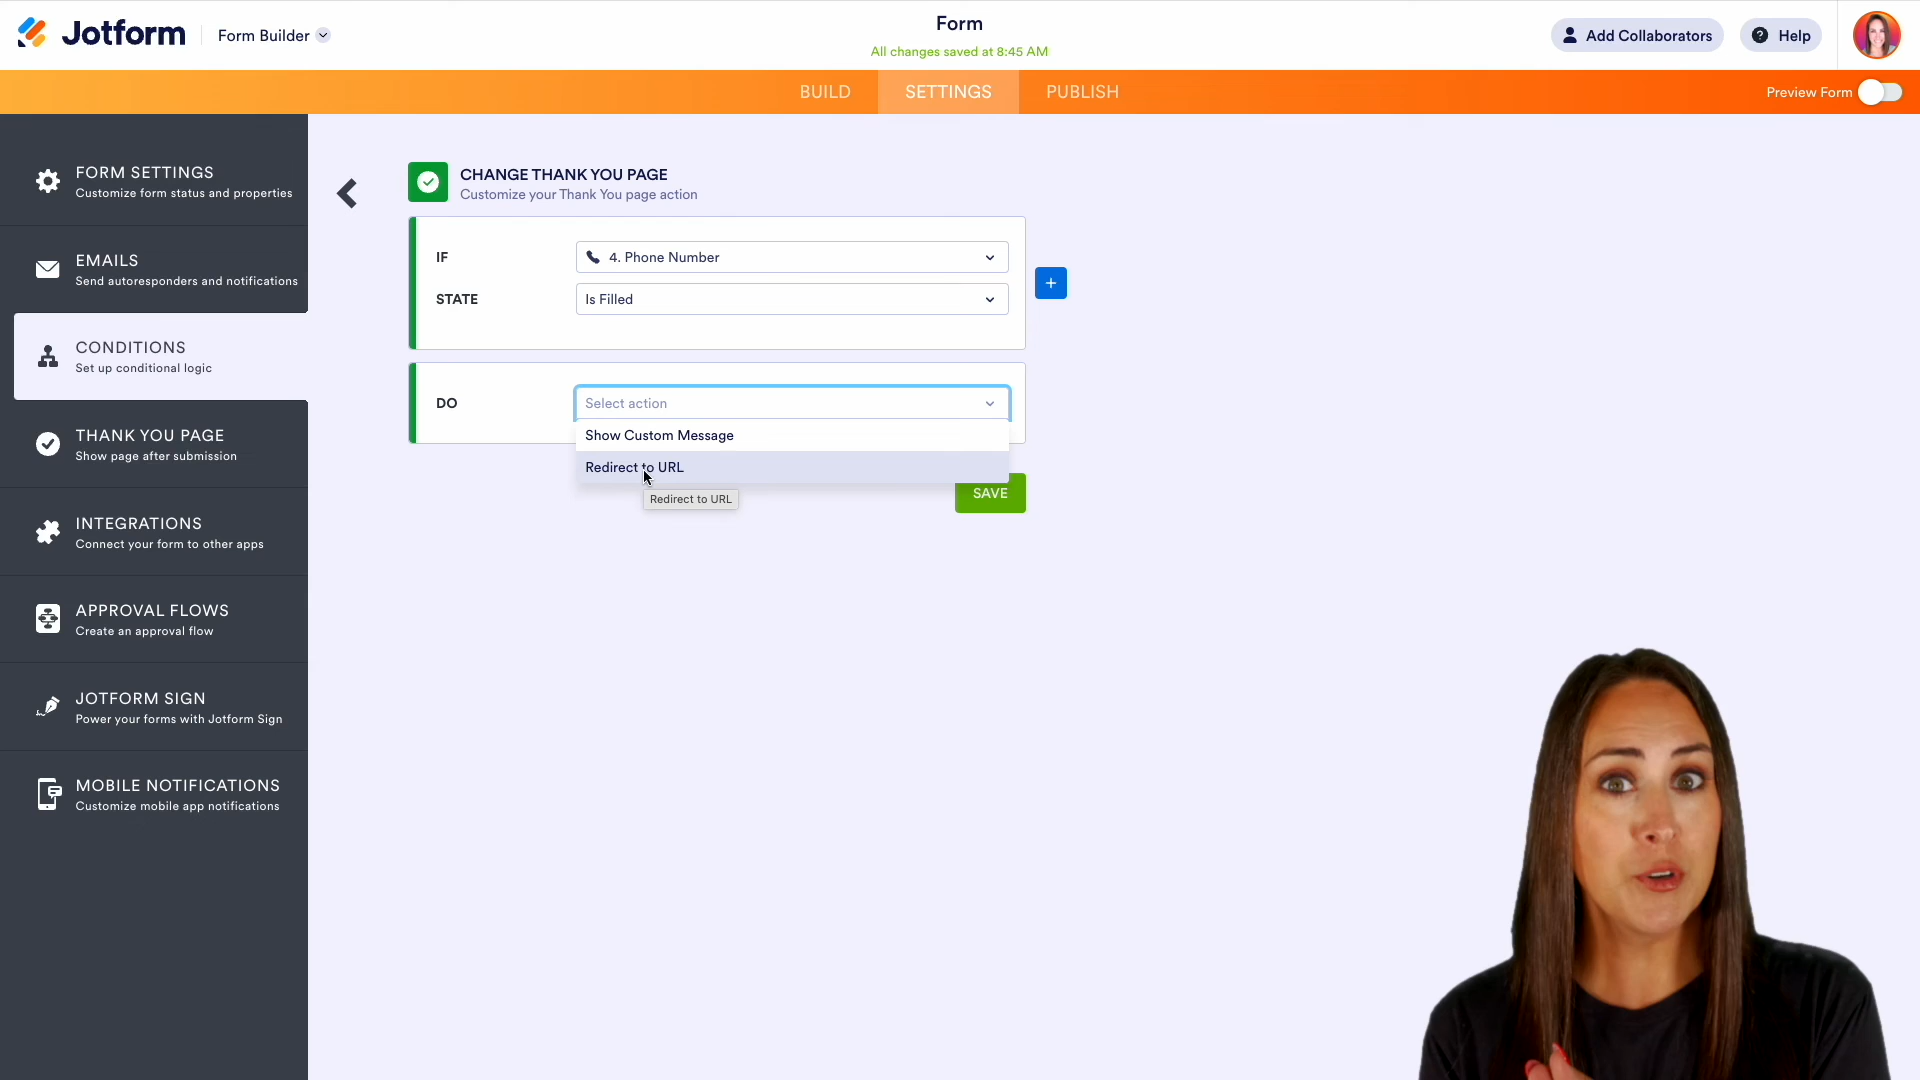 Jotform
Form Builder
Form
All changes saved at 8:45 AM
Add Collaborators
Help
BUILD
SETTINGS
PUBLISH
Preview Form
FORM SETTINGS
Customize form status and properties
EMAILS
Send autoresponders and notifications
CONDITIONS
Set up conditional logic
THANK YOU PAGE
Show page after submission
INTEGRATIONS
Connect your form to other apps
APPROVAL FLOWS
Create an approval flow
JOTFORM SIGN
Power your forms with Jotform Sign
MOBILE NOTIFICATIONS
Customize mobile app notifications
CHANGE THANK YOU PAGE
Customize your Thank You page action
IF
4. Phone Number
STATE
Is Filled
DO
Select action
Show Custom Message
Redirect to URL
Redirect to URL
SAVE